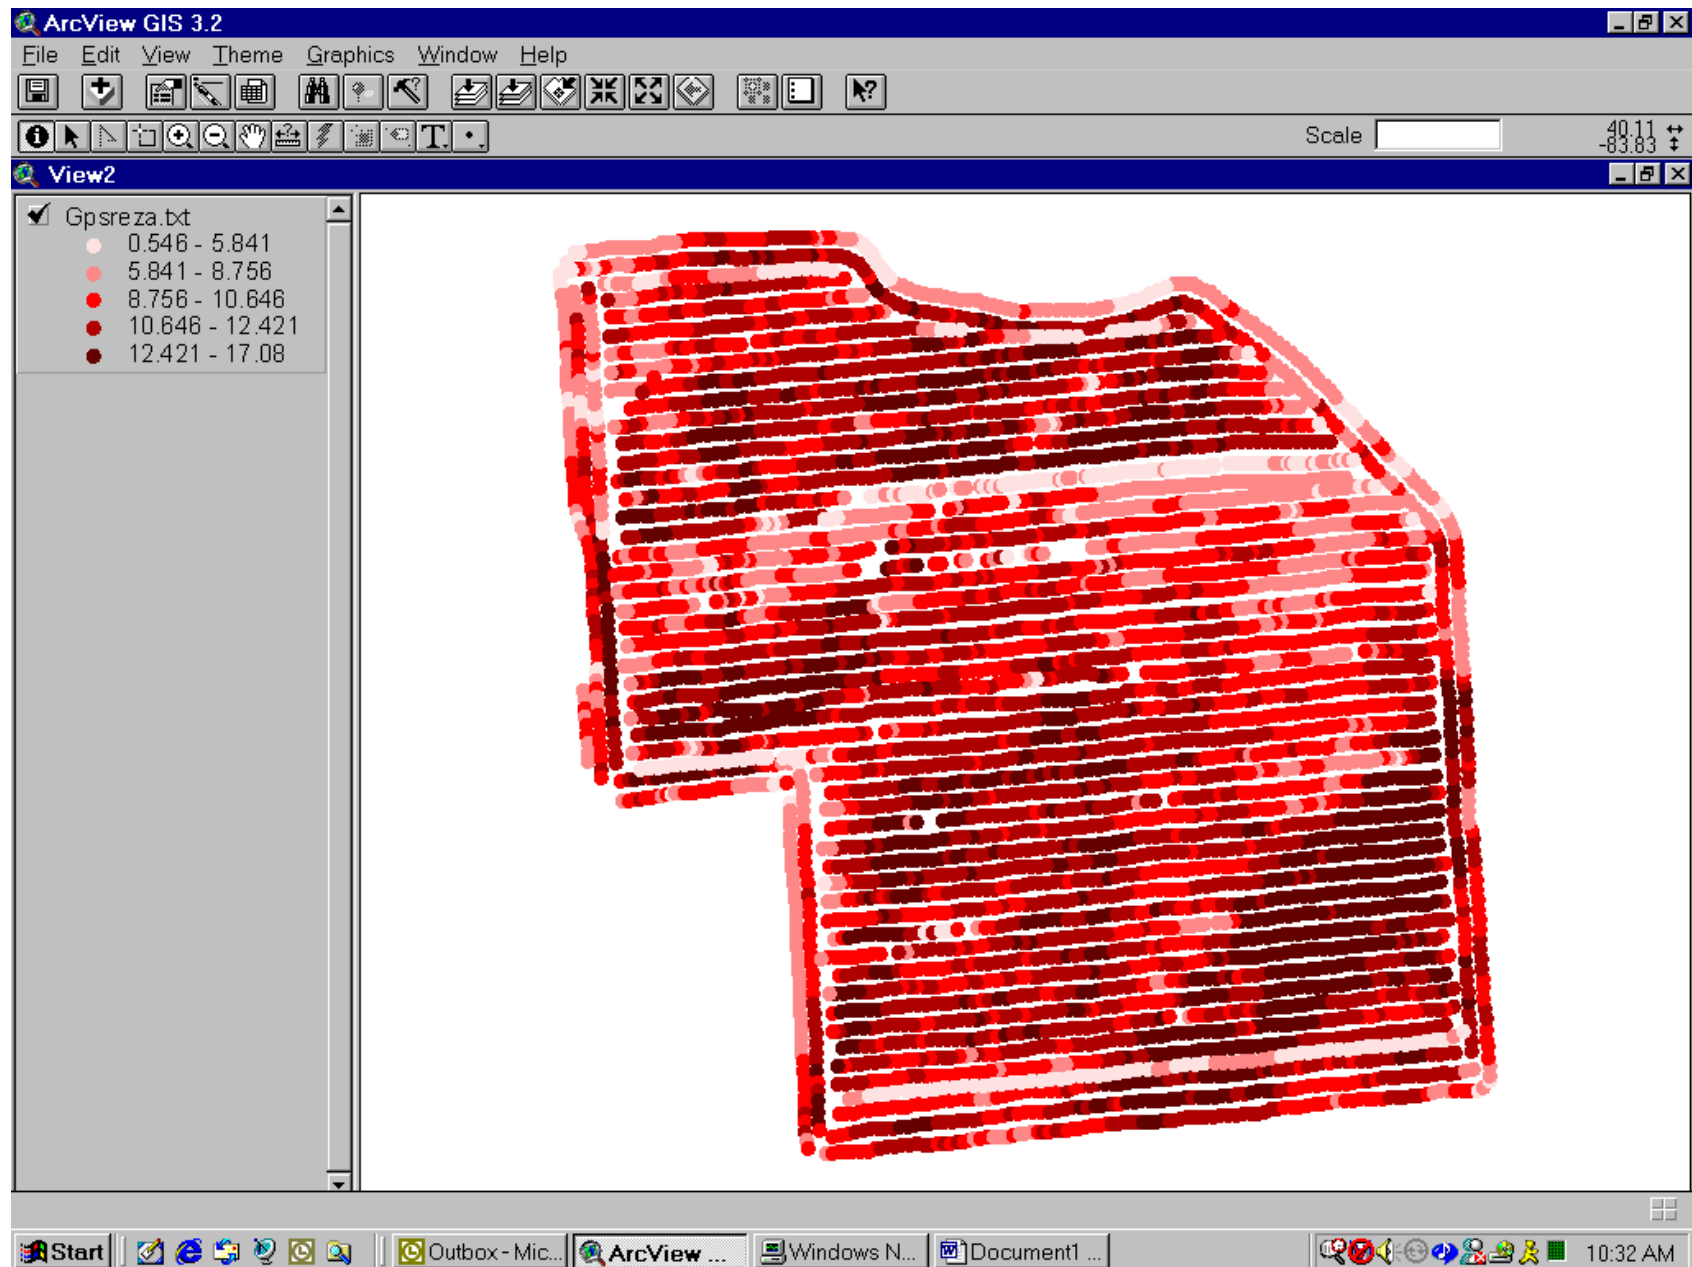 ArcView GIS 3.2
File Edit View Theme Graphics Window Help
Scale 40.11
-83.83
View2
Gpsreza.txt
0.546 - 5.841
5.841 - 8.756
8.756 - 10.646
10.646 - 12.421
12.421 - 17.08
Start Outbox - Mic... ArcView ... Windows N... Document1 ... 10:32 AM